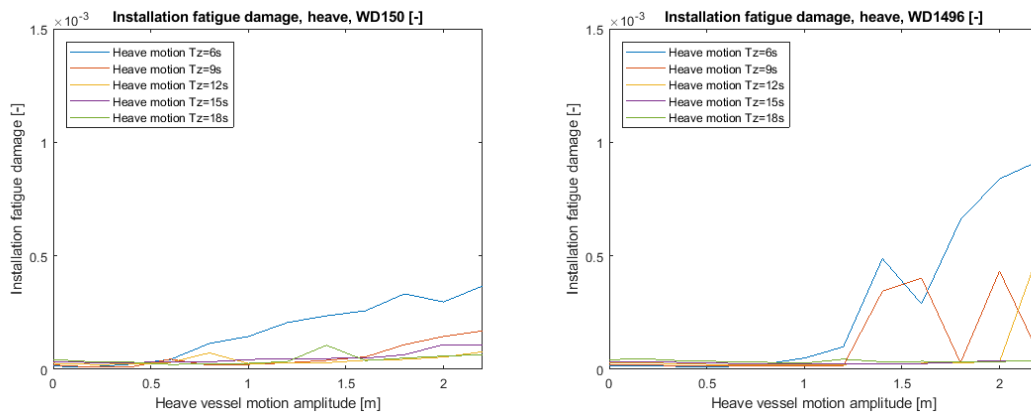 Installation fatigue damage, heave, WD150 [-]
×10⁻³
1.5
1
0.5
0
Installation fatigue damage [-]
Heave motion Tz=6s
Heave motion Tz=9s
Heave motion Tz=12s
Heave motion Tz=15s
Heave motion Tz=18s
0 0.5 1 1.5 2
Heave vessel motion amplitude [m]
Installation fatigue damage, heave, WD1496 [-]
×10⁻³
1.5
1
0.5
0
Installation fatigue damage [-]
Heave motion Tz=6s
Heave motion Tz=9s
Heave motion Tz=12s
Heave motion Tz=15s
Heave motion Tz=18s
0 0.5 1 1.5 2
Heave vessel motion amplitude [m]